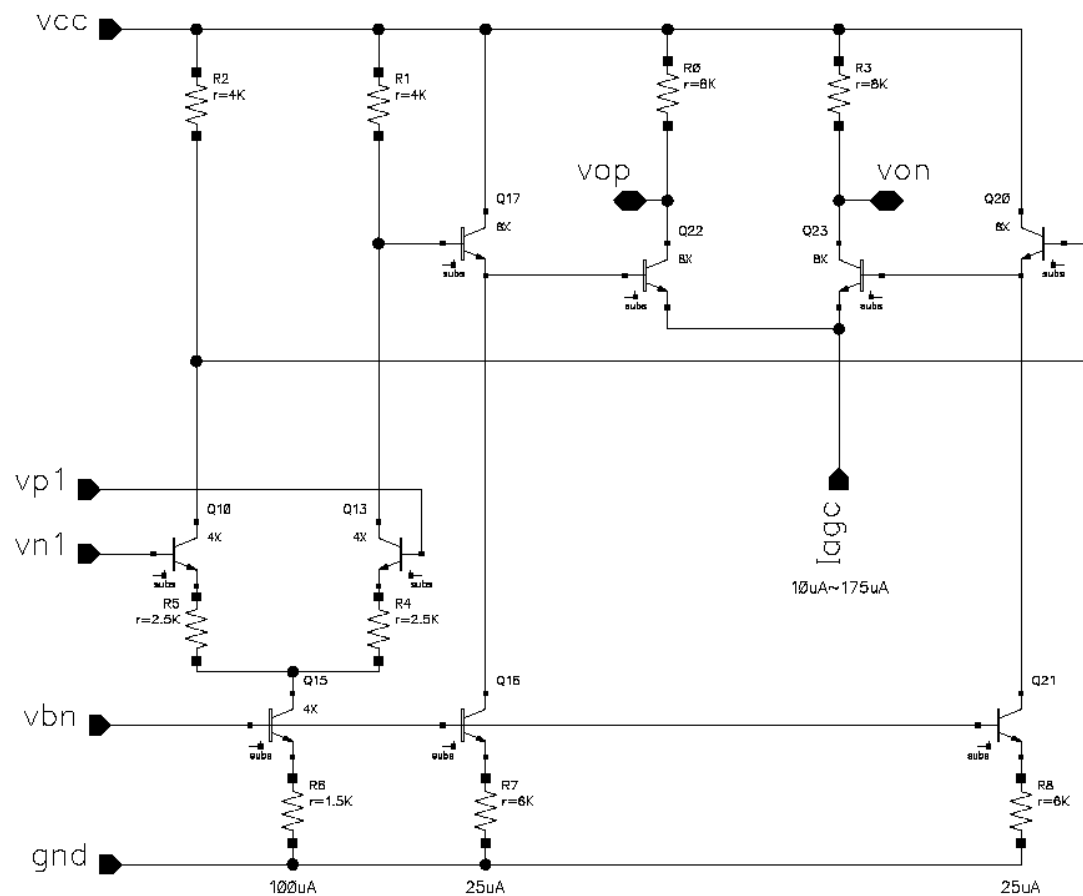 vcc
R2
r=4K
R1
r=4K
RØ
r=8K
R3
r=8K
vop
von
Q17
8X
subs
Q22
8X
subs
Q23
8X
subs
Q20
8X
subs
vp1
vn1
Q10
4X
subs
Q13
4X
subs
R5
r=2.5K
R4
r=2.5K
Iagc
10uA~175uA
vbn
Q15
4X
subs
Q16
subs
Q21
subs
R6
r=1.5K
R7
r=6K
R8
r=6K
gnd
100uA
25uA
25uA